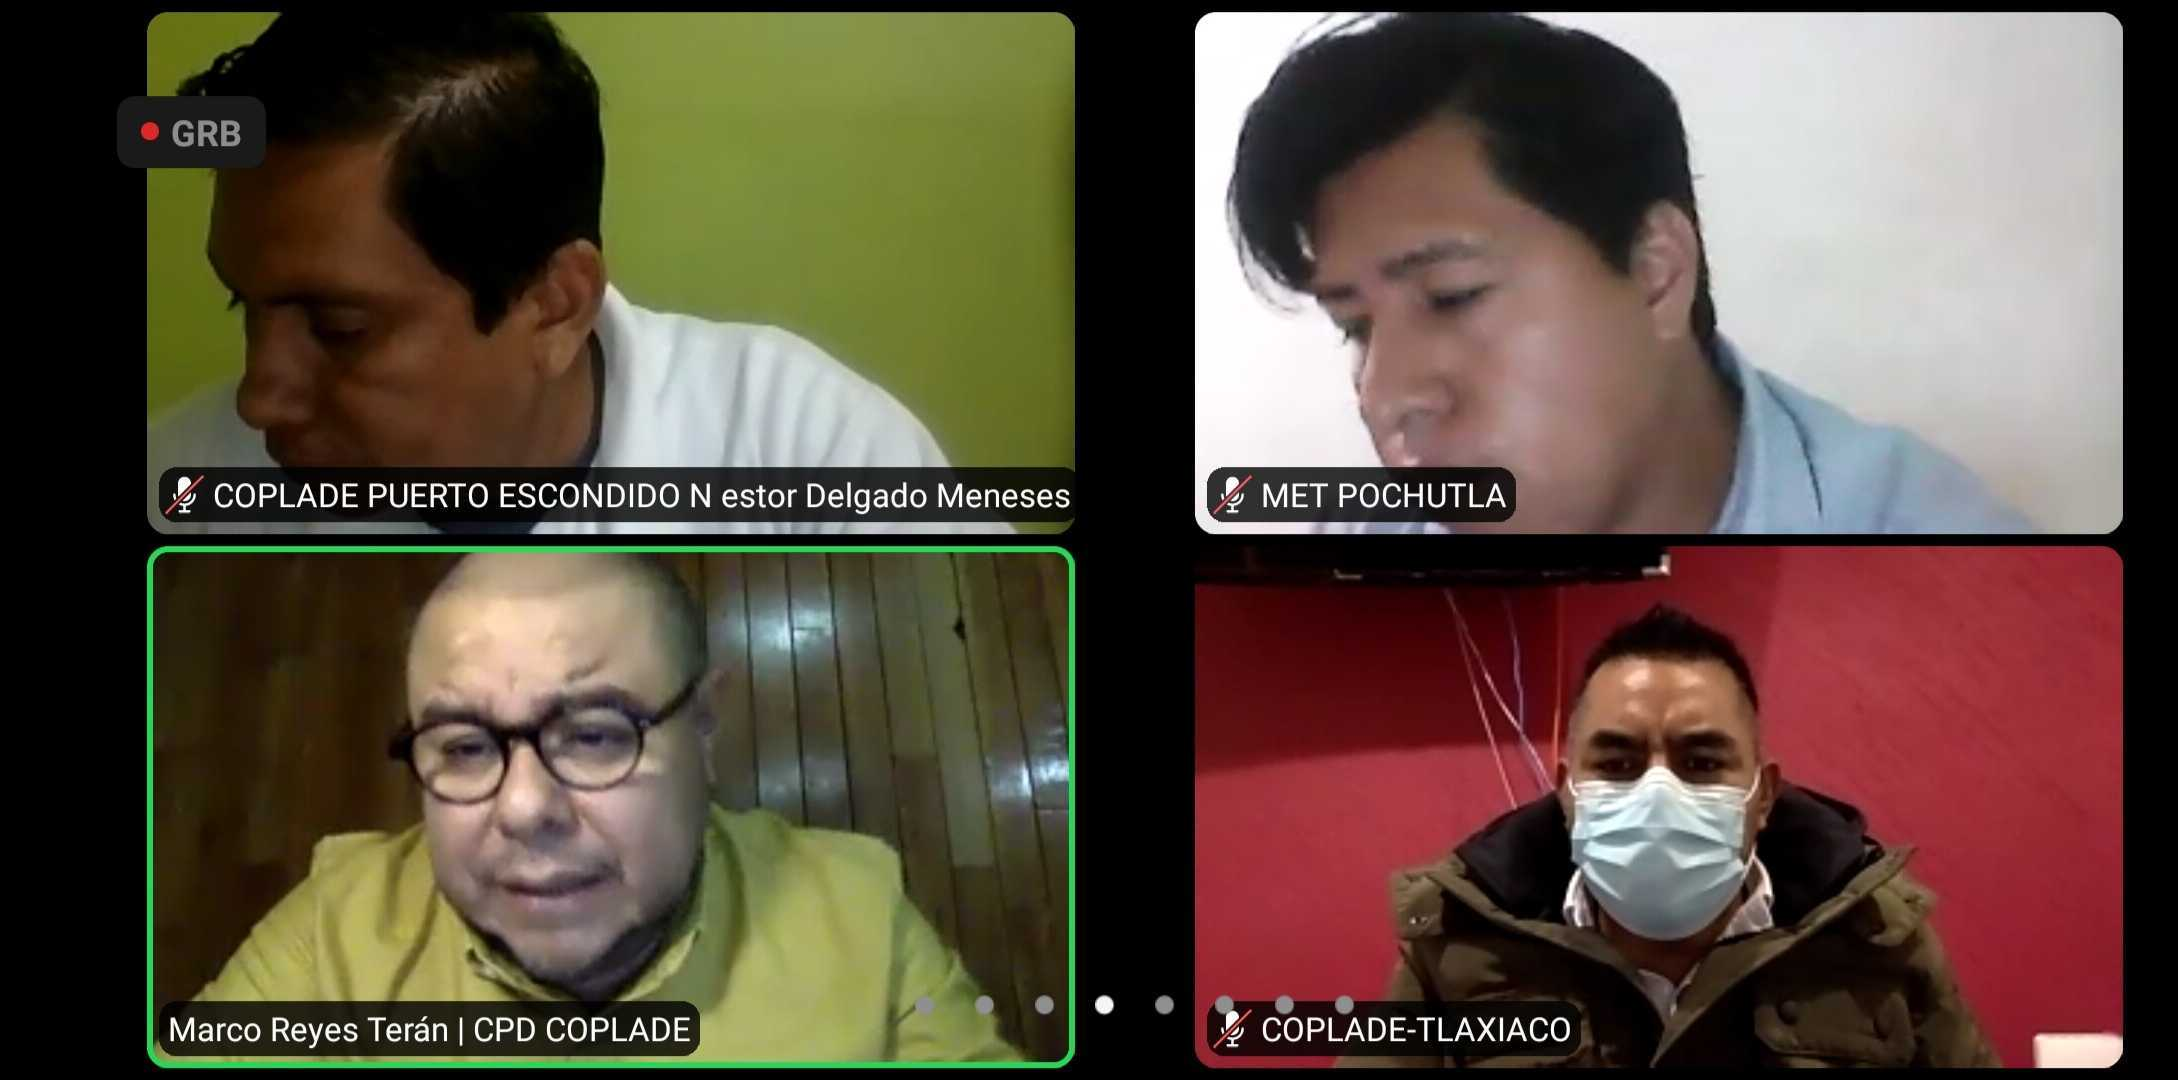 GRB
COPLADE PUERTO ESCONDIDO N estor Delgado Meneses
MET POCHUTLA
Marco Reyes Terán | CPD COPLADE
COPLADE-TLAXIACO